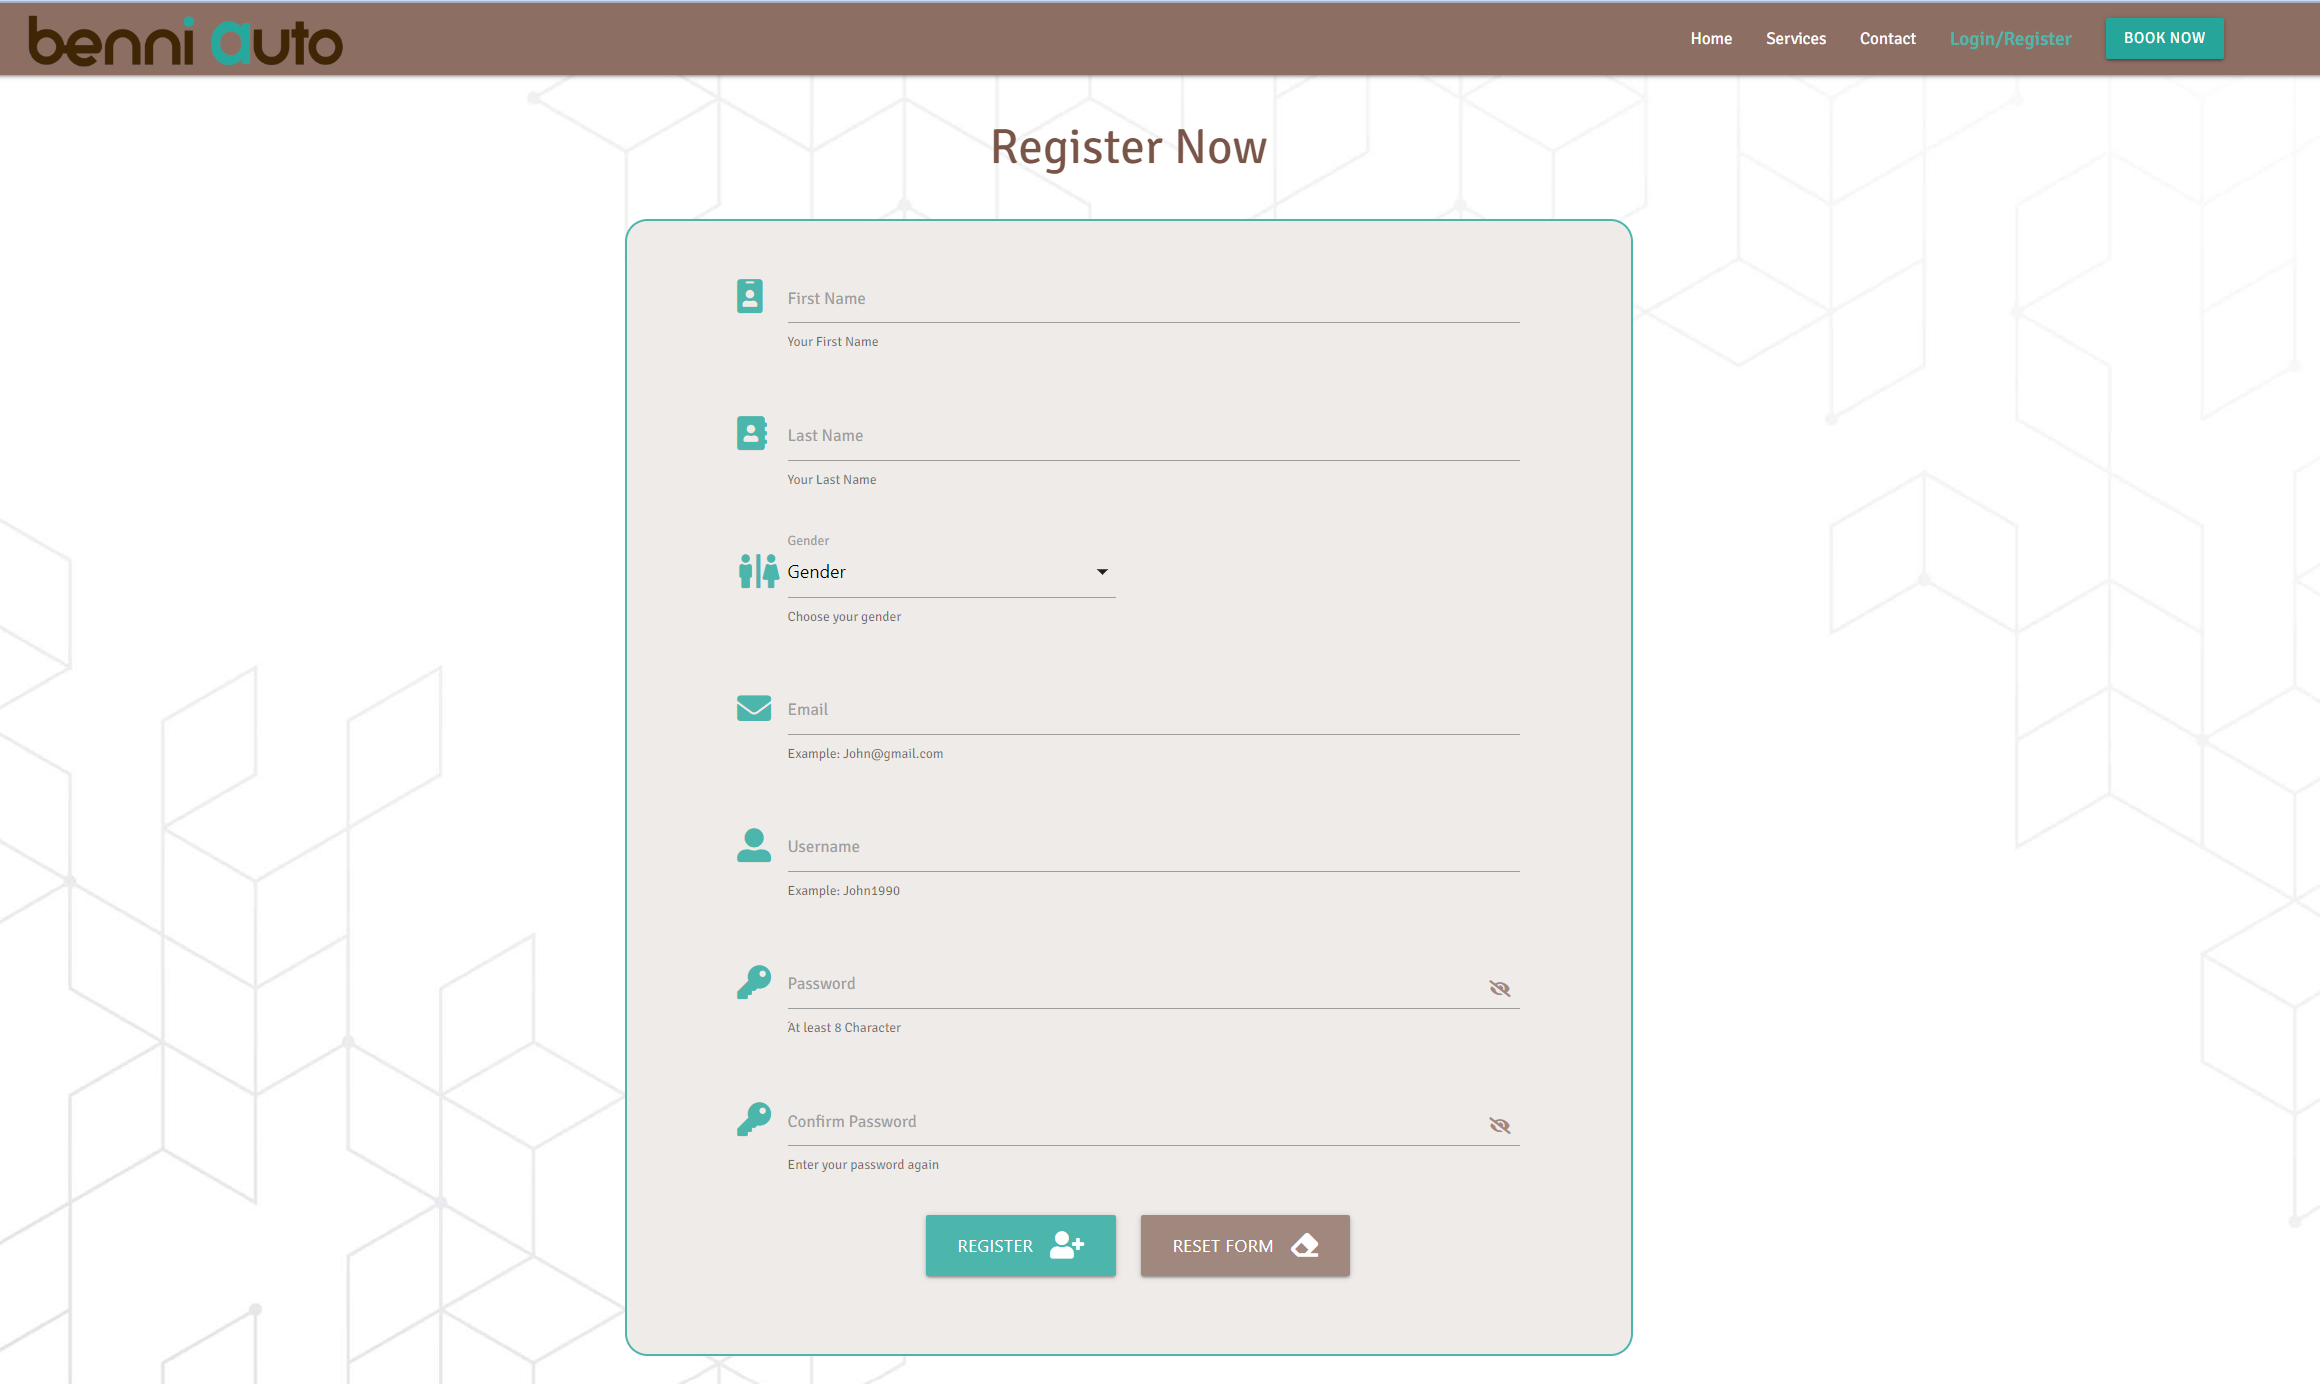 benni auto
Home Services Contact Login/Register BOOK NOW
Register Now
First Name
Your First Name
Last Name
Your Last Name
Gender
Gender
Choose your gender
Email
Example: John@gmail.com
Username
Example: John1990
Password
At least 8 Character
Confirm Password
Enter your password again
REGISTER RESET FORM